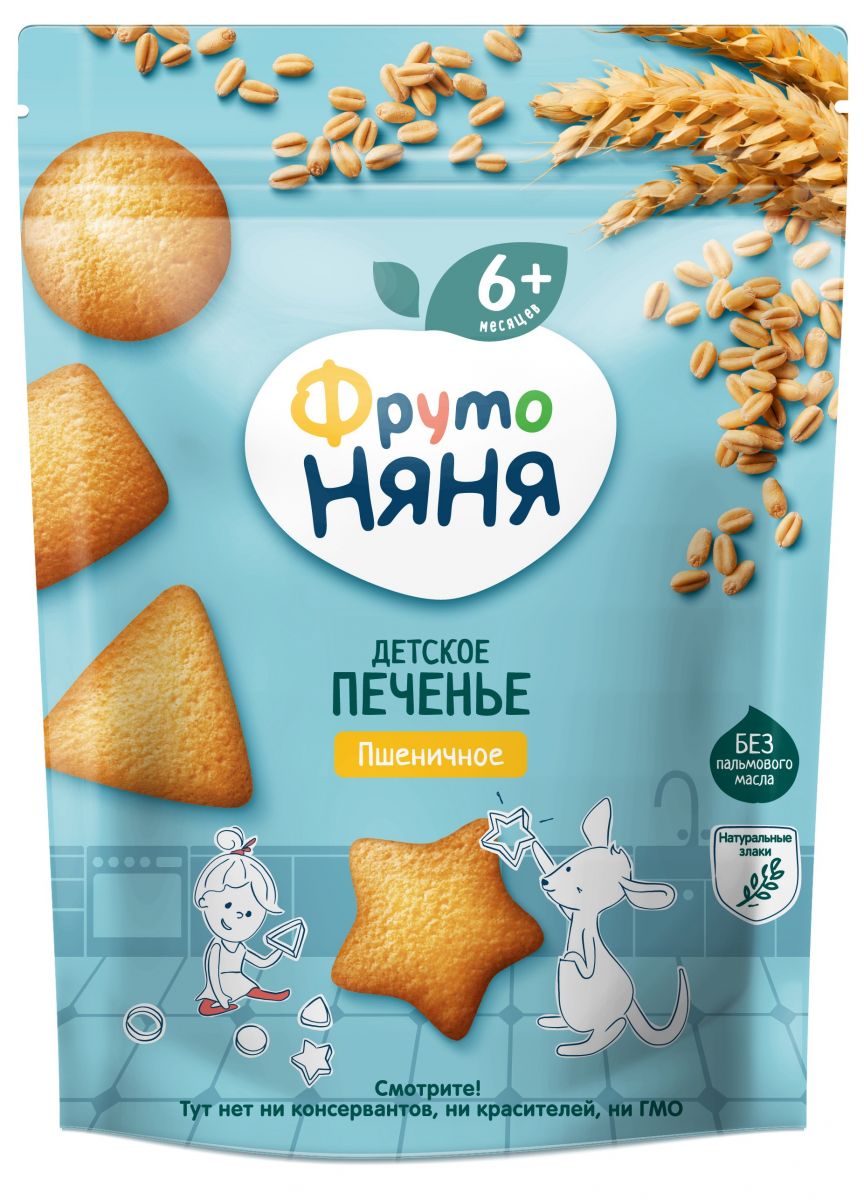 6+
месяцев
Фруто
НЯНЯ
ДЕТСКОЕ
ПЕЧЕНЬЕ
Пшеничное
БЕЗ
пальмового
масла
Натуральные
злаки
Смотрите!
Тут нет ни консервантов, ни красителей, ни ГМО